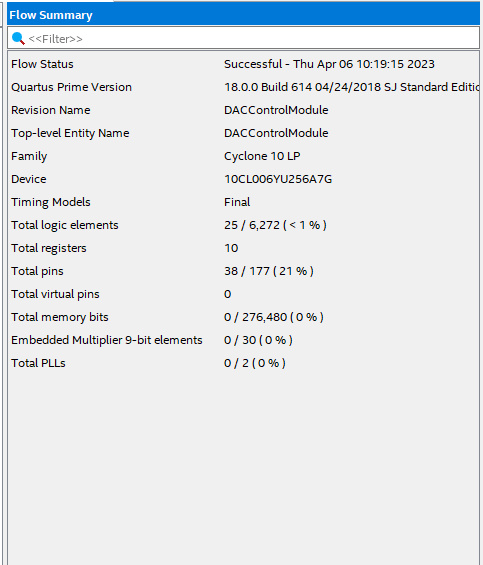 Flow Summary
<<Filter>>
Flow Status Successful - Thu Apr 06 10:19:15 2023
Quartus Prime Version 18.0.0 Build 614 04/24/2018 SJ Standard Editio
Revision Name DACControlModule
Top-level Entity Name DACControlModule
Family Cyclone 10 LP
Device 10CL006YU256A7G
Timing Models Final
Total logic elements 25 / 6,272 ( < 1 % )
Total registers 10
Total pins 38 / 177 ( 21 % )
Total virtual pins 0
Total memory bits 0 / 276,480 ( 0 % )
Embedded Multiplier 9-bit elements 0 / 30 ( 0 % )
Total PLLs 0 / 2 ( 0 % )